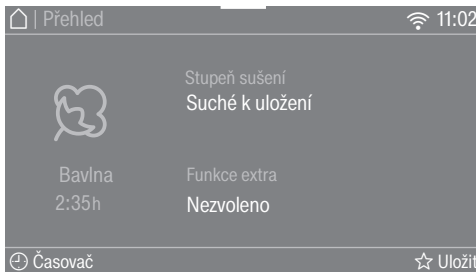 | Přehled 11:02
Stupeň sušení
Suché k uložení
Bavlna
2:35h
Funkce extra
Nezvoleno
Časovač
Uložit